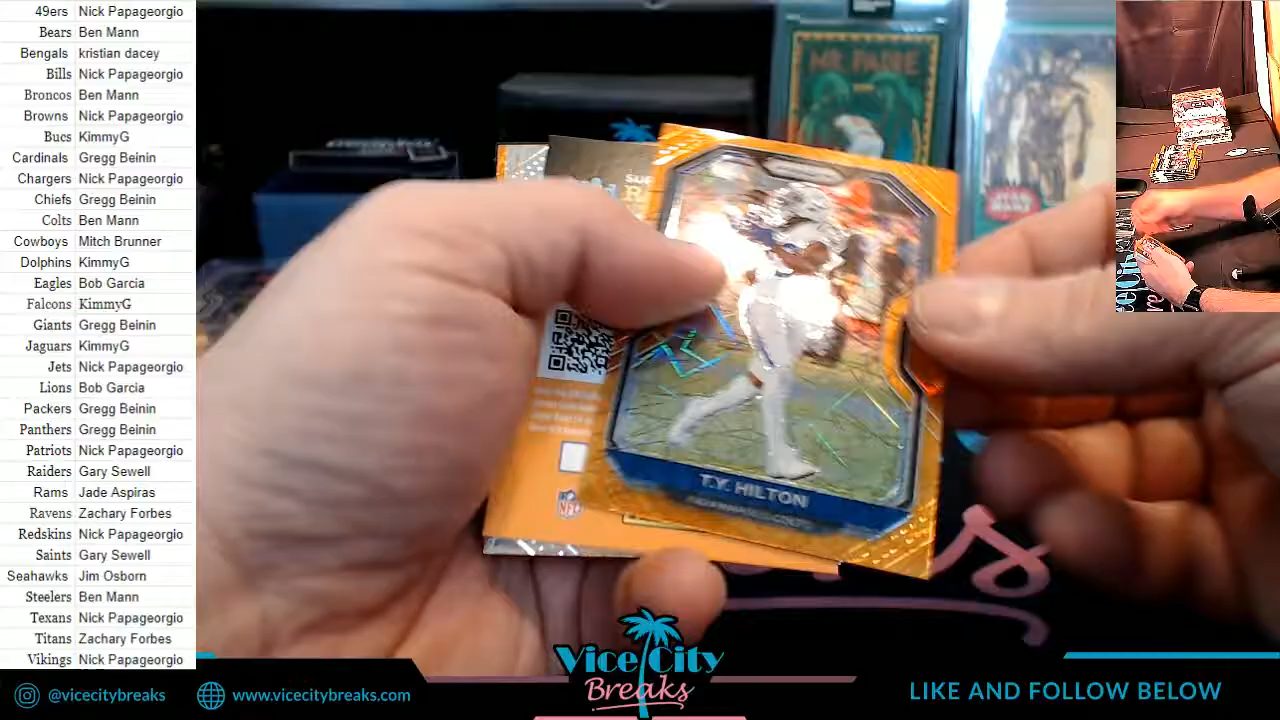 49ers Nick Papageorgio
Bears Ben Mann
Bengals kristian dacey
Bills Nick Papageorgio
Broncos Ben Mann
Browns Nick Papageorgio
Bucs KimmyG
Cardinals Gregg Beinin
Chargers Nick Papageorgio
Chiefs Gregg Beinin
Colts Ben Mann
Cowboys Mitch Brunner
Dolphins KimmyG
Eagles Bob Garcia
Falcons KimmyG
Giants Gregg Beinin
Jaguars KimmyG
Jets Nick Papageorgio
Lions Bob Garcia
Packers Gregg Beinin
Panthers Gregg Beinin
Patriots Nick Papageorgio
Raiders Gary Sewell
Rams Jade Aspiras
Ravens Zachary Forbes
Redskins Nick Papageorgio
Saints Gary Sewell
Seahawks Jim Osborn
Steelers Ben Mann
Texans Nick Papageorgio
Titans Zachary Forbes
Vikings Nick Papageorgio
MR. PADRE
STAR
WARS
T.Y. HILTON
NFL
Vice City
Breaks
@vicecitybreaks
www.vicecitybreaks.com
LIKE AND FOLLOW BELOW